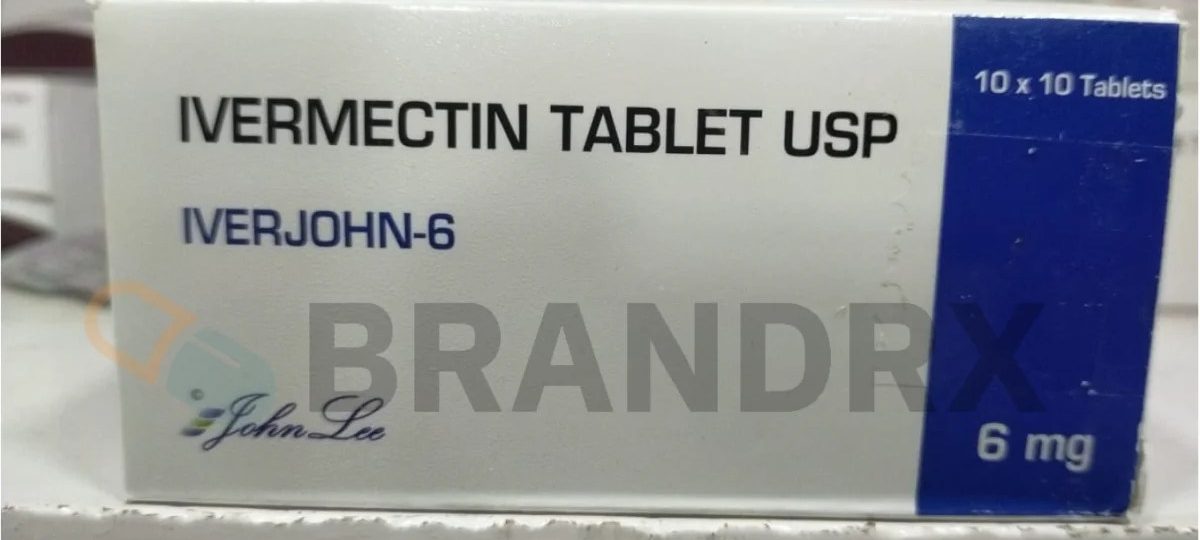 10 x 10 Tablets
IVERMECTIN TABLET USP
IVERJOHN-6
BRANDRX
John Lee
6 mg